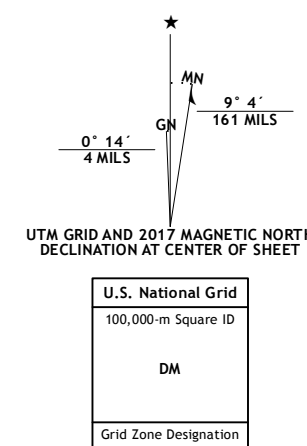 ★
MN
GN
9° 4´
161 MILS
0° 14´
4 MILS
UTM GRID AND 2017 MAGNETIC NORTH
DECLINATION AT CENTER OF SHEET
U.S. National Grid
100,000-m Square ID
DM
Grid Zone Designation